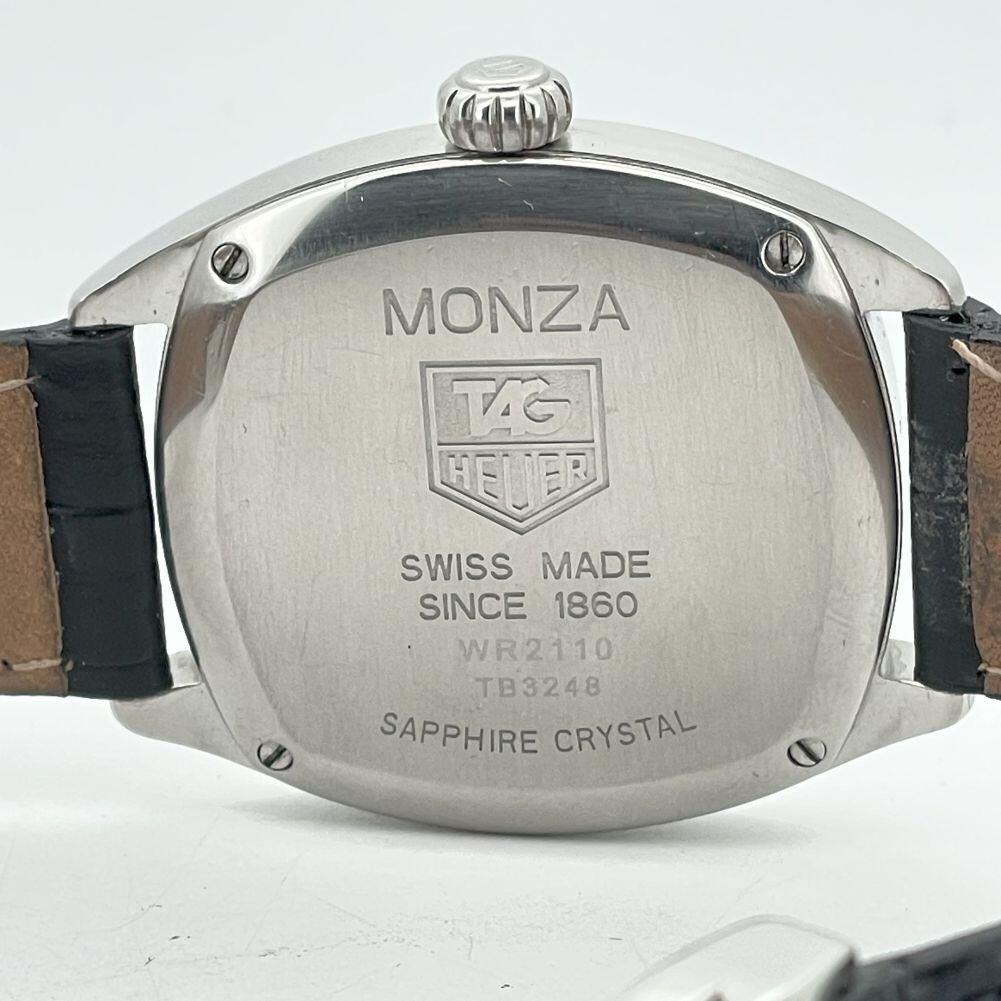 MONZA
TAG
HEUER
SWISS MADE
SINCE 1860
WR2110
TB3248
SAPPHIRE CRYSTAL